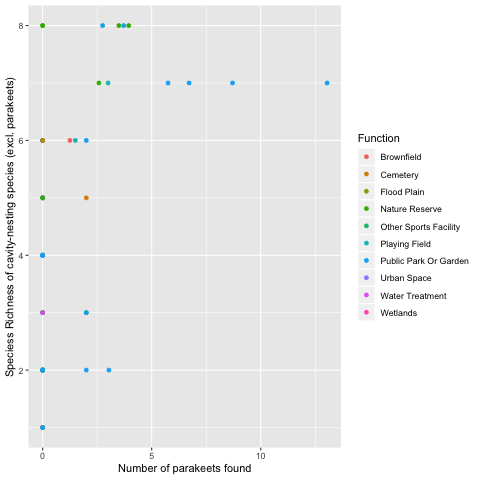 Speciess Richness of cavity-nesting species (excl. parakeets)
8
6
4
2
0
5
10
Number of parakeets found
Function
Brownfield
Cemetery
Flood Plain
Nature Reserve
Other Sports Facility
Playing Field
Public Park Or Garden
Urban Space
Water Treatment
Wetlands